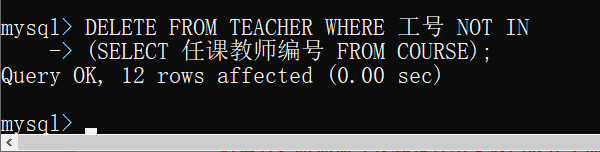 mysql> DELETE FROM TEACHER WHERE 工号 NOT IN
-> (SELECT 任课教师编号 FROM COURSE);
Query OK, 12 rows affected (0.00 sec)
mysql>